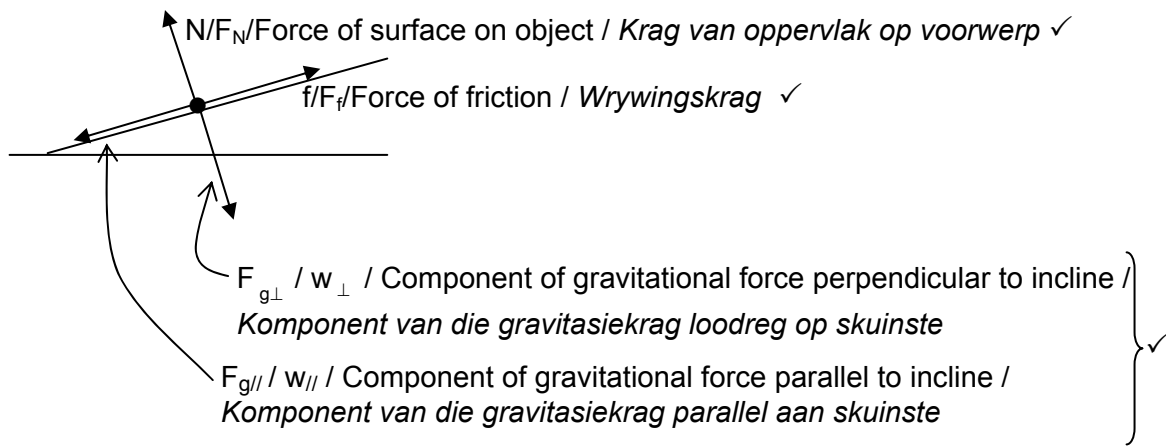 N/F_N/Force of surface on object / Krag van oppervlak op voorwerp ✓
f/F_f/Force of friction / Wrywingskrag ✓
F_g⊥ / w_⊥ / Component of gravitational force perpendicular to incline /
Komponent van die gravitasiekrag loodreg op skuinste
✓
F_g// / w_// / Component of gravitational force parallel to incline /
Komponent van die gravitasiekrag parallel aan skuinste